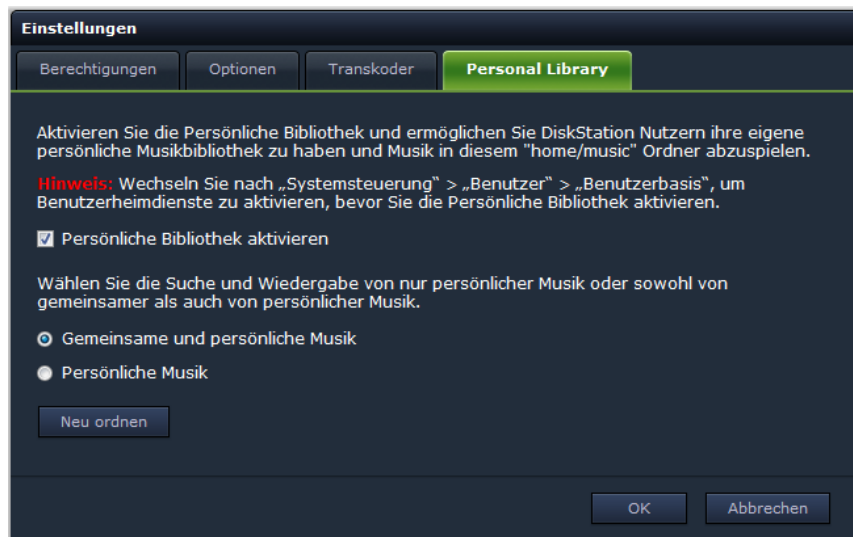 Einstellungen
Berechtigungen
Optionen
Transkoder
Personal Library
Aktivieren Sie die Persönliche Bibliothek und ermöglichen Sie DiskStation Nutzern ihre eigene
persönliche Musikbibliothek zu haben und Musik in diesem "home/music" Ordner abzuspielen.
Hinweis: Wechseln Sie nach „Systemsteuerung“ > „Benutzer“ > „Benutzerbasis“, um
Benutzerheimdienste zu aktivieren, bevor Sie die Persönliche Bibliothek aktivieren.
Persönliche Bibliothek aktivieren
Wählen Sie die Suche und Wiedergabe von nur persönlicher Musik oder sowohl von
gemeinsamer als auch von persönlicher Musik.
Gemeinsame und persönliche Musik
Persönliche Musik
Neu ordnen
OK
Abbrechen